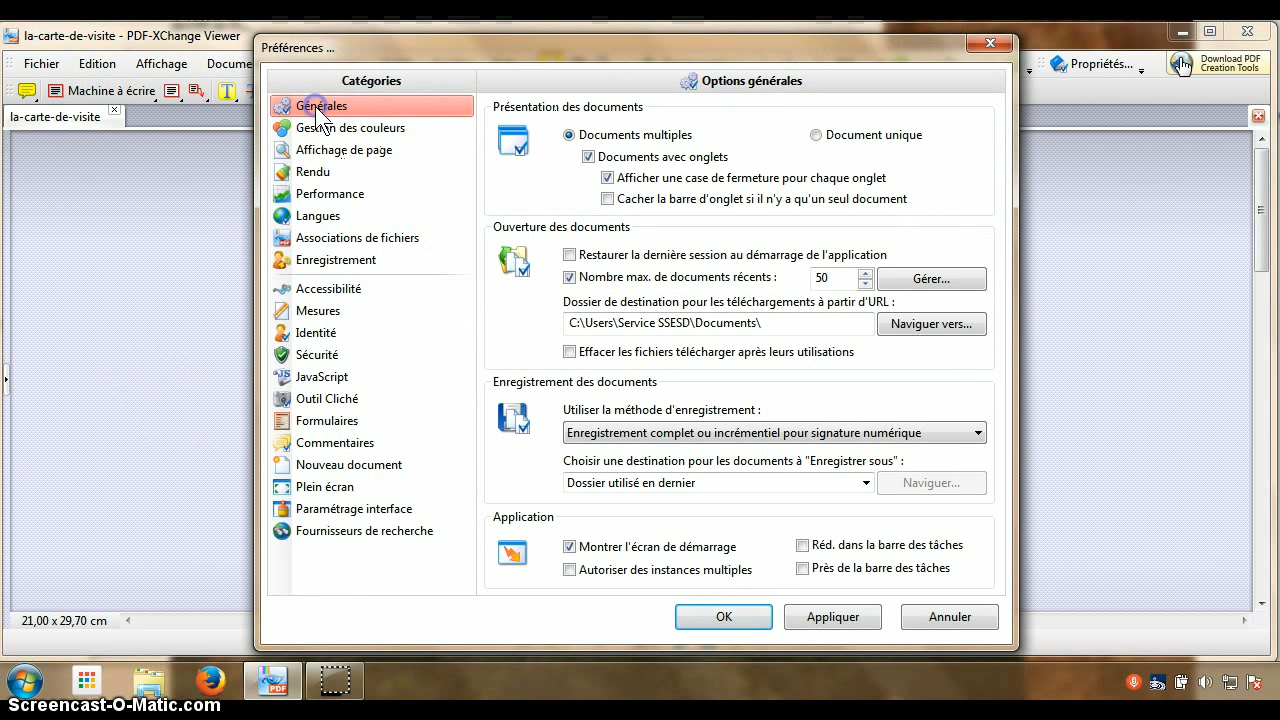 la-carte-de-visite - PDF-XChange Viewer
Préférences ...
Fichier Edition Affichage
Propriétés...
Download PDF
Creation Tools
Machine à écrire
la-carte-de-visite
Catégories
Générales
Gestion des couleurs
Affichage de page
Rendu
Performance
Langues
Associations de fichiers
Enregistrement
Accessibilité
Mesures
Identité
Sécurité
JavaScript
Outil Cliché
Formulaires
Commentaires
Nouveau document
Plein écran
Paramétrage interface
Fournisseurs de recherche
Options générales
Présentation des documents
Documents multiples Document unique
Documents avec onglets
Afficher une case de fermeture pour chaque onglet
Cacher la barre d'onglet si il n'y a qu'un seul document
Ouverture des documents
Restaurer la dernière session au démarrage de l'application
Nombre max. de documents récents : 50 Gérer...
Dossier de destination pour les téléchargements à partir d'URL :
C:\Users\Service SSESD\Documents\ Naviguer vers...
Effacer les fichiers télécharger après leurs utilisations
Enregistrement des documents
Utiliser la méthode d'enregistrement :
Enregistrement complet ou incrémentiel pour signature numérique
Choisir une destination pour les documents à "Enregistrer sous" :
Dossier utilisé en dernier Naviguer...
Application
Montrer l'écran de démarrage Réd. dans la barre des tâches
Autoriser des instances multiples Près de la barre des tâches
OK Appliquer Annuler
21,00 x 29,70 cm
PDF
Screencast-O-Matic.com